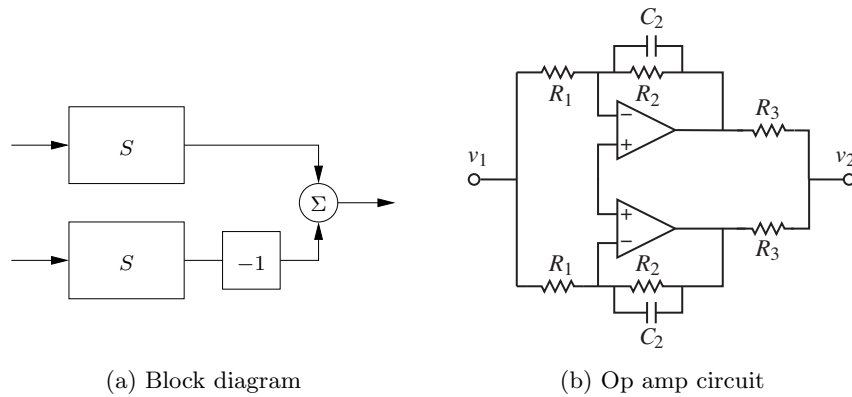 S
Σ
S
−1
(a) Block diagram
C2
R1
R2
−
+
R3
v1
v2
+
−
R1
R2
R3
C2
(b) Op amp circuit